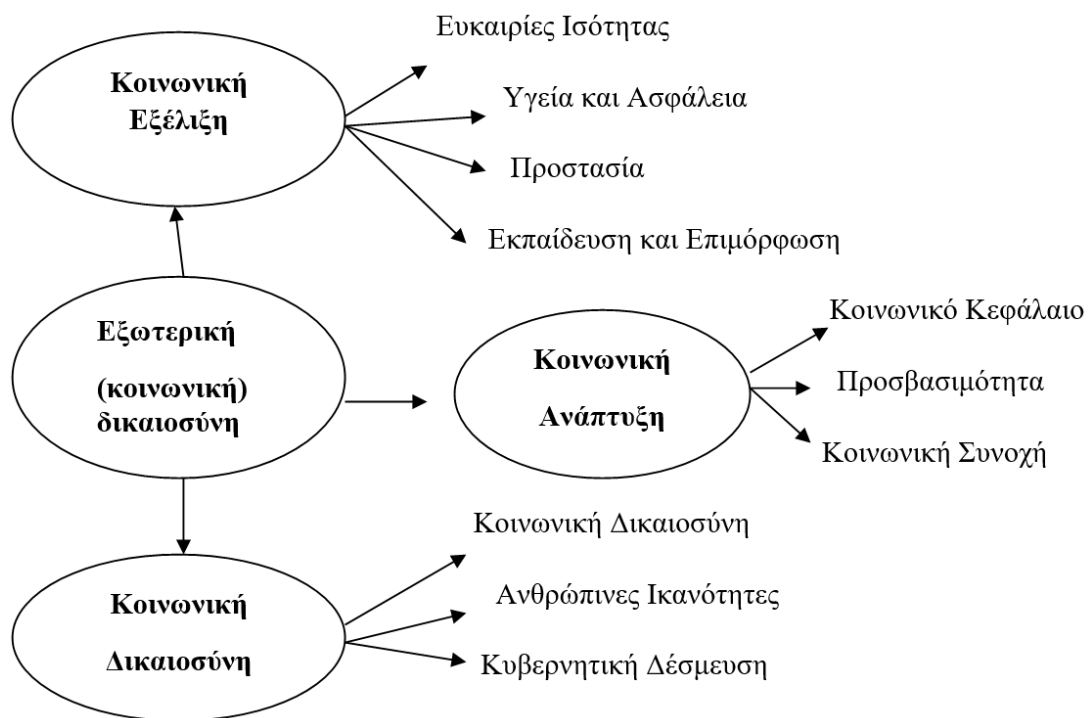 Ευκαιρίες Ισότητας
Κοινωνική
Εξέλιξη
Υγεία και Ασφάλεια
Προστασία
Εκπαίδευση και Επιμόρφωση
Εξωτερική
(κοινωνική)
δικαιοσύνη
Κοινωνική
Ανάπτυξη
Κοινωνικό Κεφάλαιο
Προσβασιμότητα
Κοινωνική Συνοχή
Κοινωνική
Δικαιοσύνη
Κοινωνική Δικαιοσύνη
Ανθρώπινες Ικανότητες
Κυβερνητική Δέσμευση